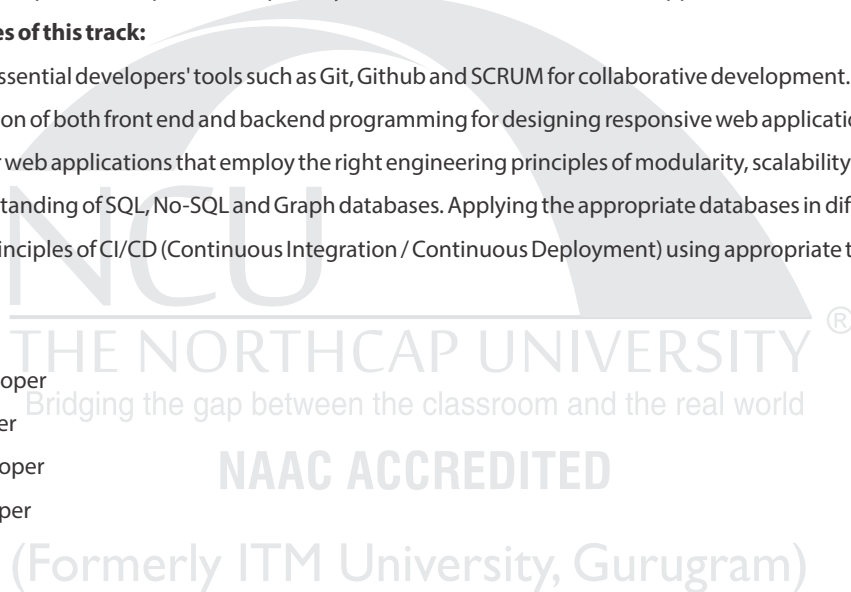 es of this track:
ssential developers' tools such as Git, Github and SCRUM for collaborative development.
on of both front end and backend programming for designing responsive web applicatio
web applications that employ the right engineering principles of modularity, scalability
tanding of SQL, No-SQL and Graph databases. Applying the appropriate databases in dif
inciples of CI/CD (Continuous Integration / Continuous Deployment) using appropriate t
NCU
THE NORTHCAP UNIVERSITY ®
oper
Bridging the gap between the classroom and the real world
er
oper
NAAC ACCREDITED
per
(Formerly ITM University, Gurugram)